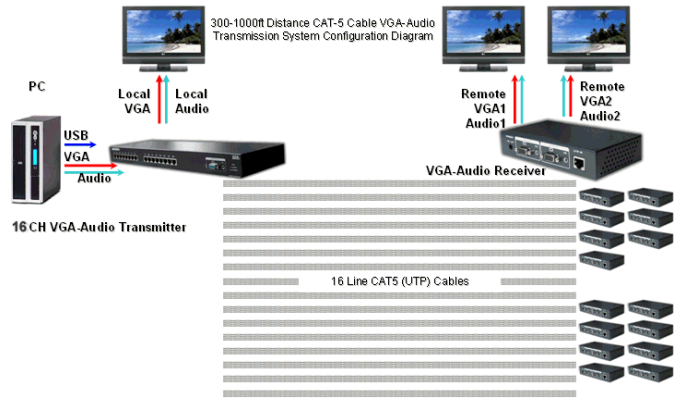 300-1000ft Distance CAT-5 Cable VGA-Audio
Transmission System Configuration Diagram
PC
Local VGA
Local Audio
Remote VGA1 Audio1
Remote VGA2 Audio2
USB
VGA
Audio
VGA-Audio Receiver
16 CH VGA-Audio Transmitter
16 Line CAT5 (UTP) Cables